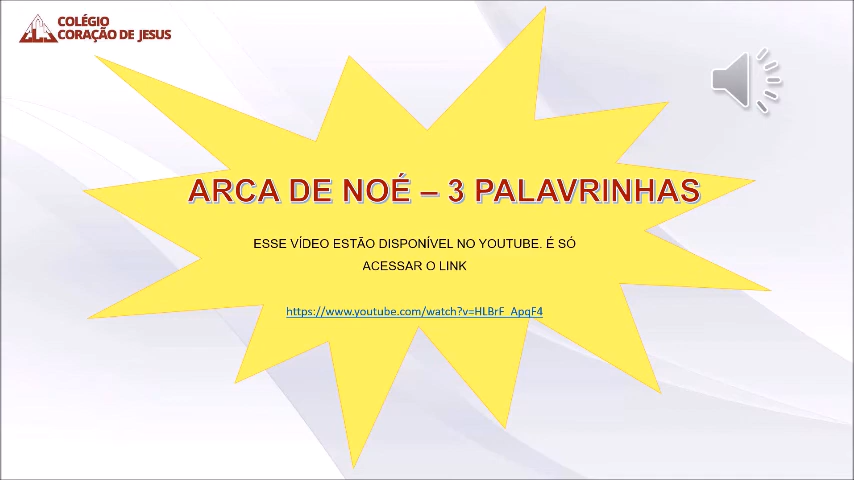 COLÉGIO
CORAÇÃO DE JESUS
ARCA DE NOÉ – 3 PALAVRINHAS
ESSE VÍDEO ESTÃO DISPONÍVEL NO YOUTUBE. É SÓ
ACESSAR O LINK
https://www.youtube.com/watch?v=HLBrF_ApqF4